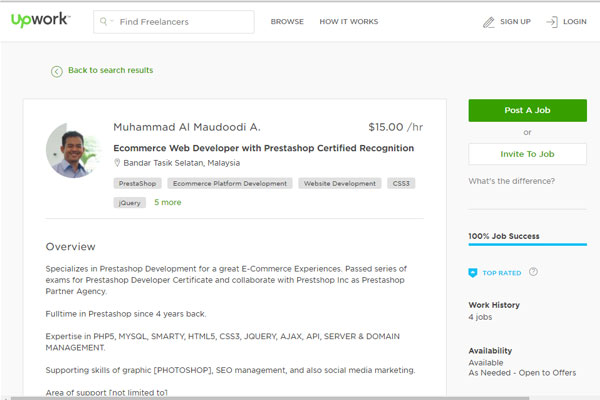 upwork™
Find Freelancers
BROWSE
HOW IT WORKS
SIGN UP
LOGIN
Back to search results
Muhammad Al Maudoodi A.
$15.00 /hr
Ecommerce Web Developer with Prestashop Certified Recognition
Bandar Tasik Selatan, Malaysia
PrestaShop
Ecommerce Platform Development
Website Development
CSS3
jQuery
5 more
Overview
Specializes in Prestashop Development for a great E-Commerce Experiences. Passed series of
exams for Prestashop Developer Certificate and collaborate with Prestshop Inc as Prestashop
Partner Agency.
Fulltime in Prestashop since 4 years back.
Expertise in PHP5, MYSQL, SMARTY, HTML5, CSS3, JQUERY, AJAX, API, SERVER & DOMAIN
MANAGEMENT.
Supporting skills of graphic [PHOTOSHOP], SEO management, and also social media marketing.
Area of support [not limited to]
Post A Job
or
Invite To Job
What's the difference?
100% Job Success
TOP RATED
?
Work History
4 jobs
Availability
Available
As Needed - Open to Offers